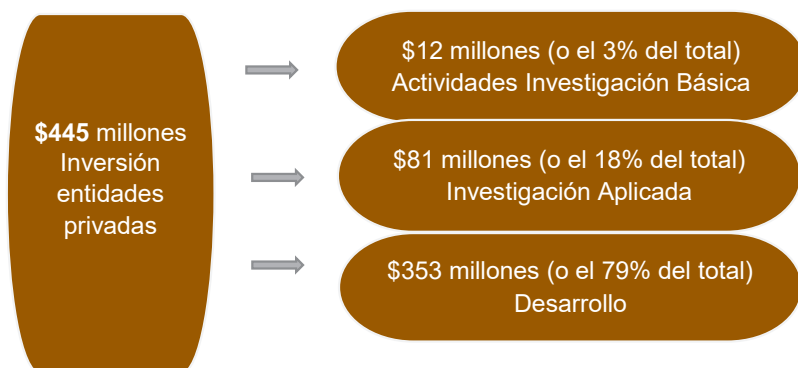 $445 millones
Inversión
entidades
privadas
$12 millones (o el 3% del total)
Actividades Investigación Básica
$81 millones (o el 18% del total)
Investigación Aplicada
$353 millones (o el 79% del total)
Desarrollo